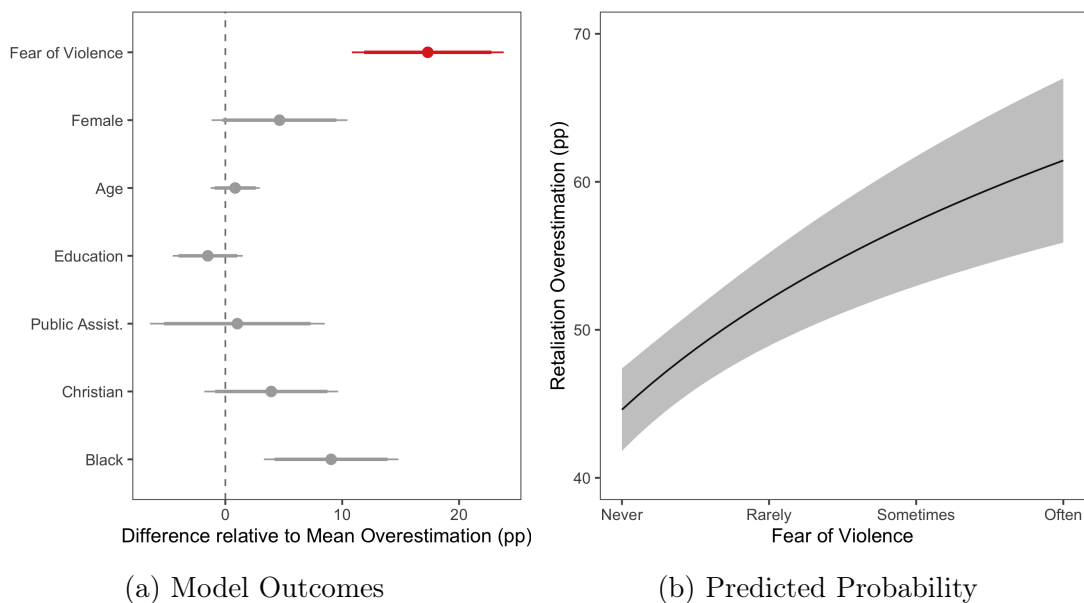 Fear of Violence
Female
Age
Education
Public Assist.
Christian
Black
0
10
20
Difference relative to Mean Overestimation (pp)
(a) Model Outcomes
Retaliation Overestimation (pp)
70
60
50
40
Never
Rarely
Sometimes
Often
Fear of Violence
(b) Predicted Probability